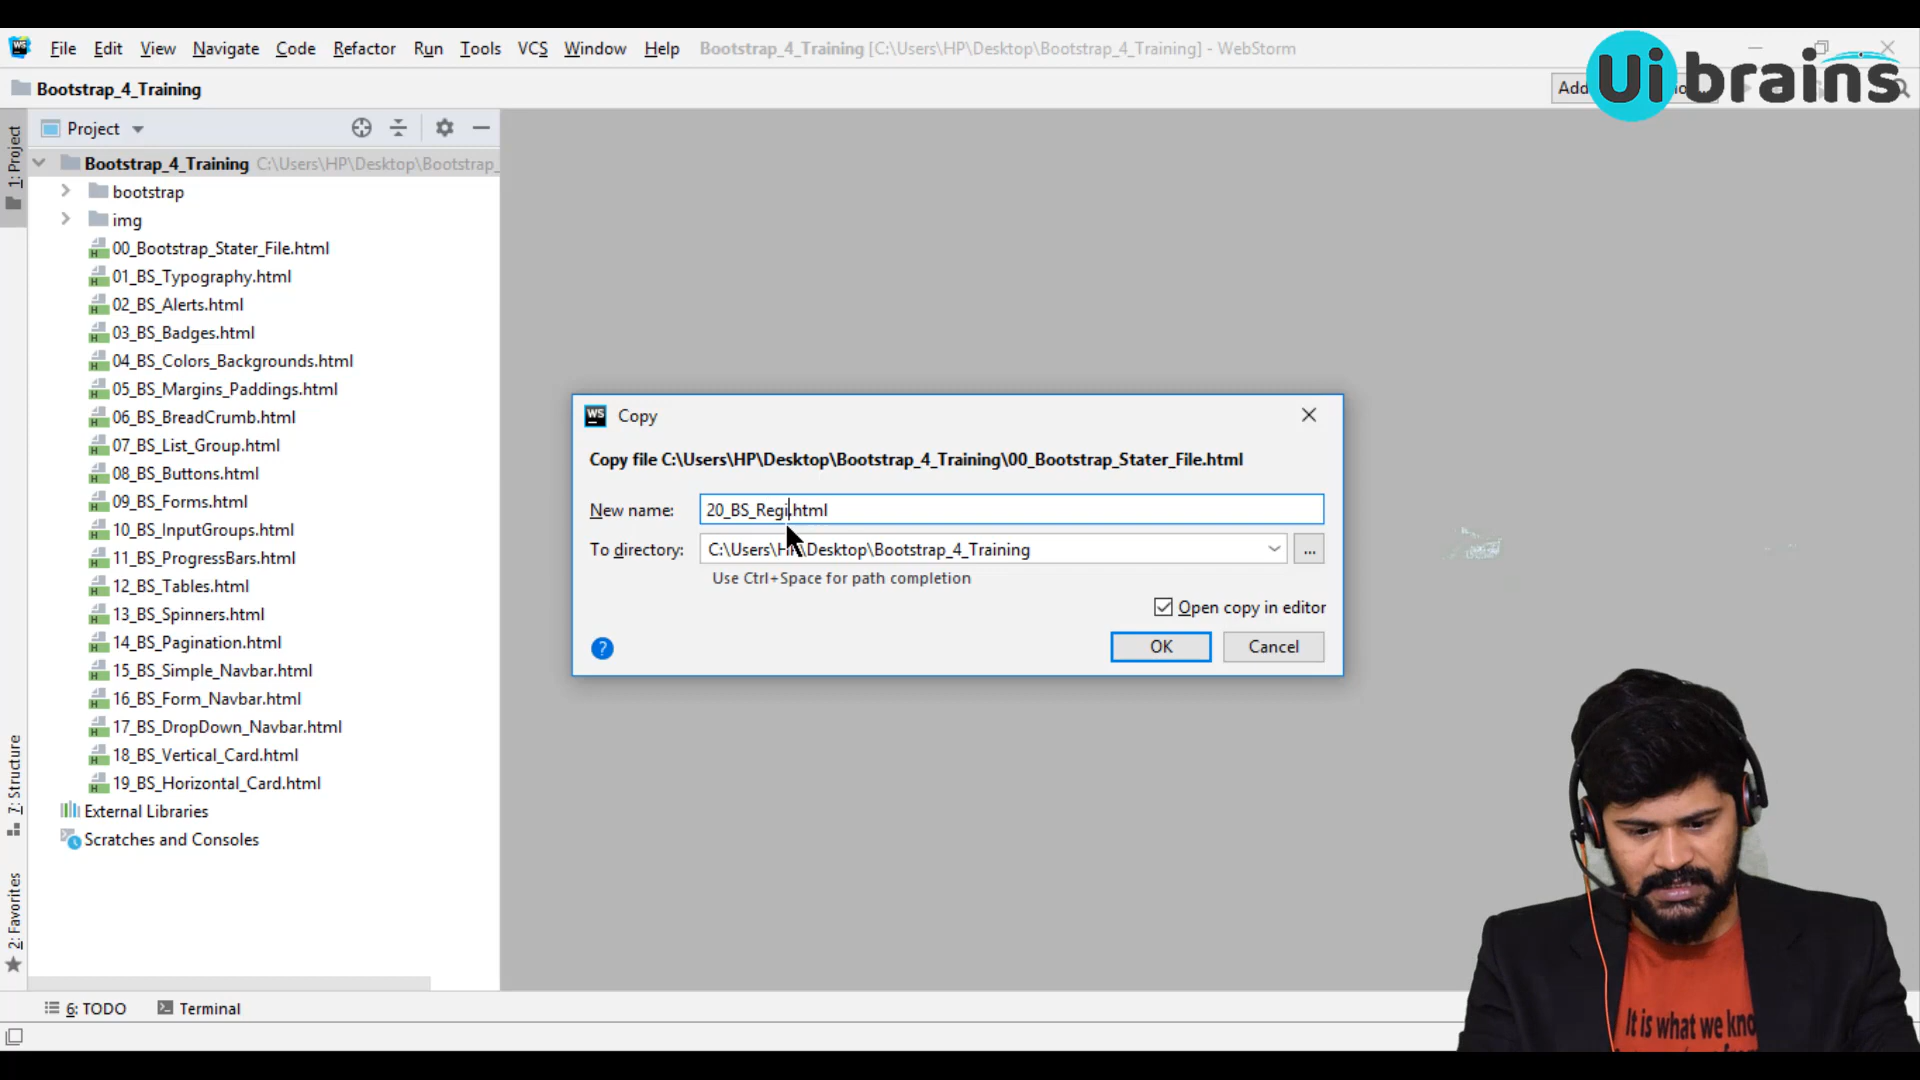 WS File Edit View Navigate Code Refactor Run Tools VCS Window Help Bootstrap_4_Training [C:\Users\HP\Desktop\Bootstrap_4_Training] - WebStorm
Bootstrap_4_Training
Add
Ui brains
1: Project
Project
Bootstrap_4_Training C:\Users\HP\Desktop\Bootstrap_
bootstrap
img
00_Bootstrap_Stater_File.html
01_BS_Typography.html
02_BS_Alerts.html
03_BS_Badges.html
04_BS_Colors_Backgrounds.html
05_BS_Margins_Paddings.html
06_BS_BreadCrumb.html
07_BS_List_Group.html
08_BS_Buttons.html
09_BS_Forms.html
10_BS_InputGroups.html
11_BS_ProgressBars.html
12_BS_Tables.html
13_BS_Spinners.html
14_BS_Pagination.html
15_BS_Simple_Navbar.html
16_BS_Form_Navbar.html
17_BS_DropDown_Navbar.html
18_BS_Vertical_Card.html
19_BS_Horizontal_Card.html
External Libraries
Scratches and Consoles
7: Structure
2: Favorites
WS Copy
Copy file C:\Users\HP\Desktop\Bootstrap_4_Training\00_Bootstrap_Stater_File.html
New name: 20_BS_Regi.html
To directory: C:\Users\HP\Desktop\Bootstrap_4_Training ...
Use Ctrl+Space for path completion
Open copy in editor
? OK Cancel
6: TODO Terminal
It is what we kno